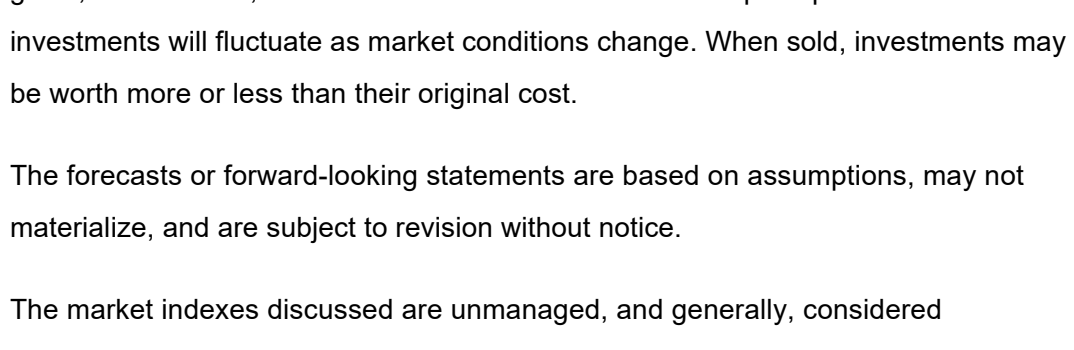 investments will fluctuate as market conditions change. When sold, investments may
be worth more or less than their original cost.
The forecasts or forward-looking statements are based on assumptions, may not
materialize, and are subject to revision without notice.
The market indexes discussed are unmanaged, and generally, considered